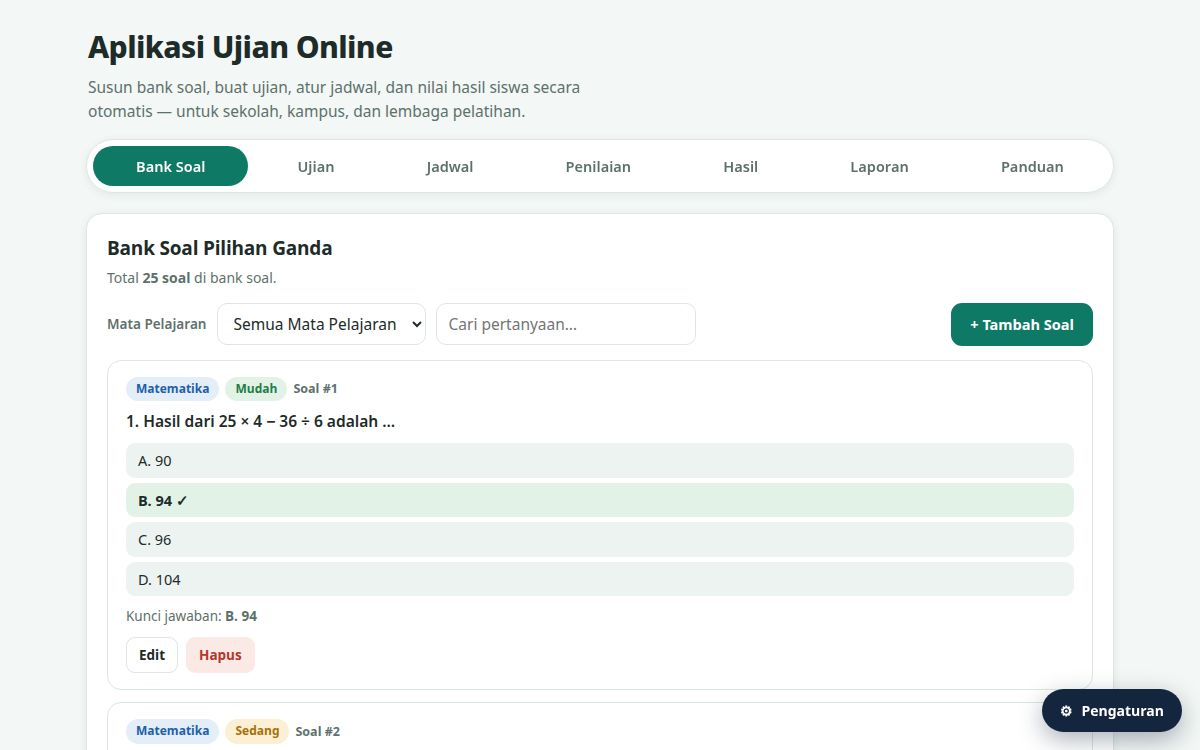 Aplikasi Ujian Online
Susun bank soal, buat ujian, atur jadwal, dan nilai hasil siswa secara
otomatis — untuk sekolah, kampus, dan lembaga pelatihan.
Bank Soal Ujian Jadwal Penilaian Hasil Laporan Panduan
Bank Soal Pilihan Ganda
Total 25 soal di bank soal.
Mata Pelajaran Semua Mata Pelajaran Cari pertanyaan... + Tambah Soal
Matematika Mudah Soal #1
1. Hasil dari 25 × 4 − 36 ÷ 6 adalah ...
A. 90
B. 94 ✓
C. 96
D. 104
Kunci jawaban: B. 94
Edit Hapus
⚙ Pengaturan
Matematika Sedang Soal #2